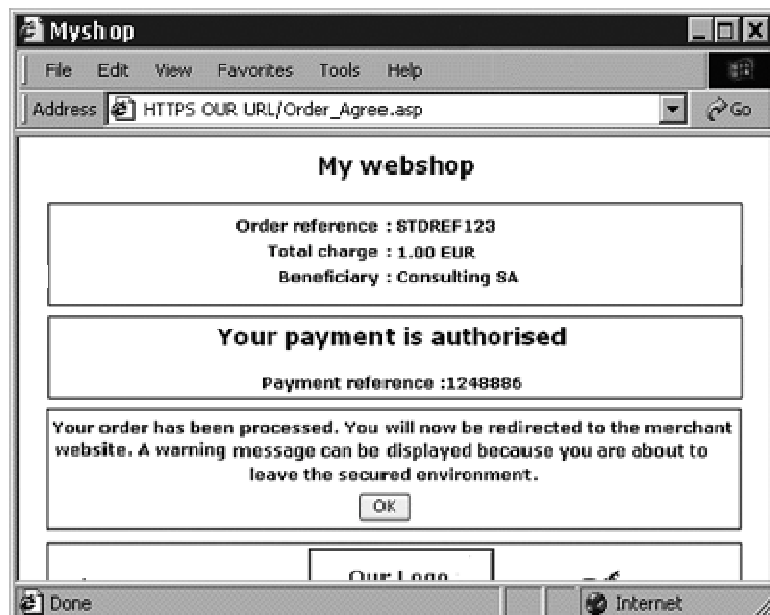 Myshop
File Edit View Favorites Tools Help
Address HTTPS OUR URL/Order_Agree.asp Go
My webshop
Order reference : STDREF123
Total charge : 1.00 EUR
Beneficiary : Consulting SA
Your payment is authorised
Payment reference :1248886
Your order has been processed. You will now be redirected to the merchant
website. A warning message can be displayed because you are about to
leave the secured environment.
OK
Our Logo
Done Internet